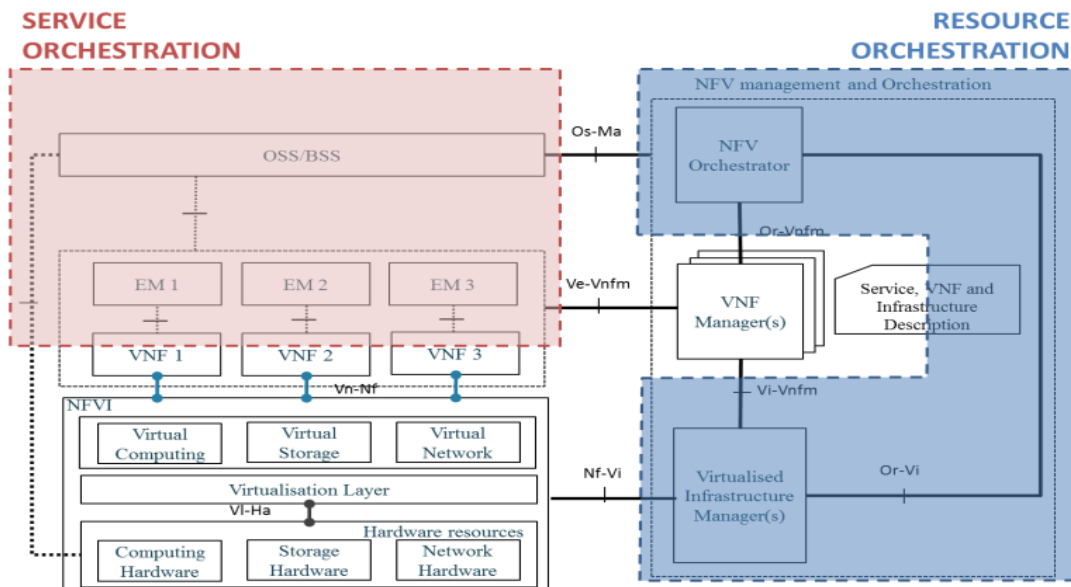 SERVICE
ORCHESTRATION
RESOURCE
ORCHESTRATION
NFV management and Orchestration
Os-Ma
OSS/BSS
NFV
Orchestrator
Or-Vnfm
EM 1
EM 2
EM 3
Ve-Vnfm
VNF
Manager(s)
Service, VNF and
Infrastructure
Description
VNF 1
VNF 2
VNF 3
Vn-Nf
Vi-Vnfm
NFVI
Virtual
Computing
Virtual
Storage
Virtual
Network
Nf-Vi
Virtualised
Infrastructure
Manager(s)
Or-Vi
Virtualisation Layer
Vl-Ha
Hardware resources
Computing
Hardware
Storage
Hardware
Network
Hardware